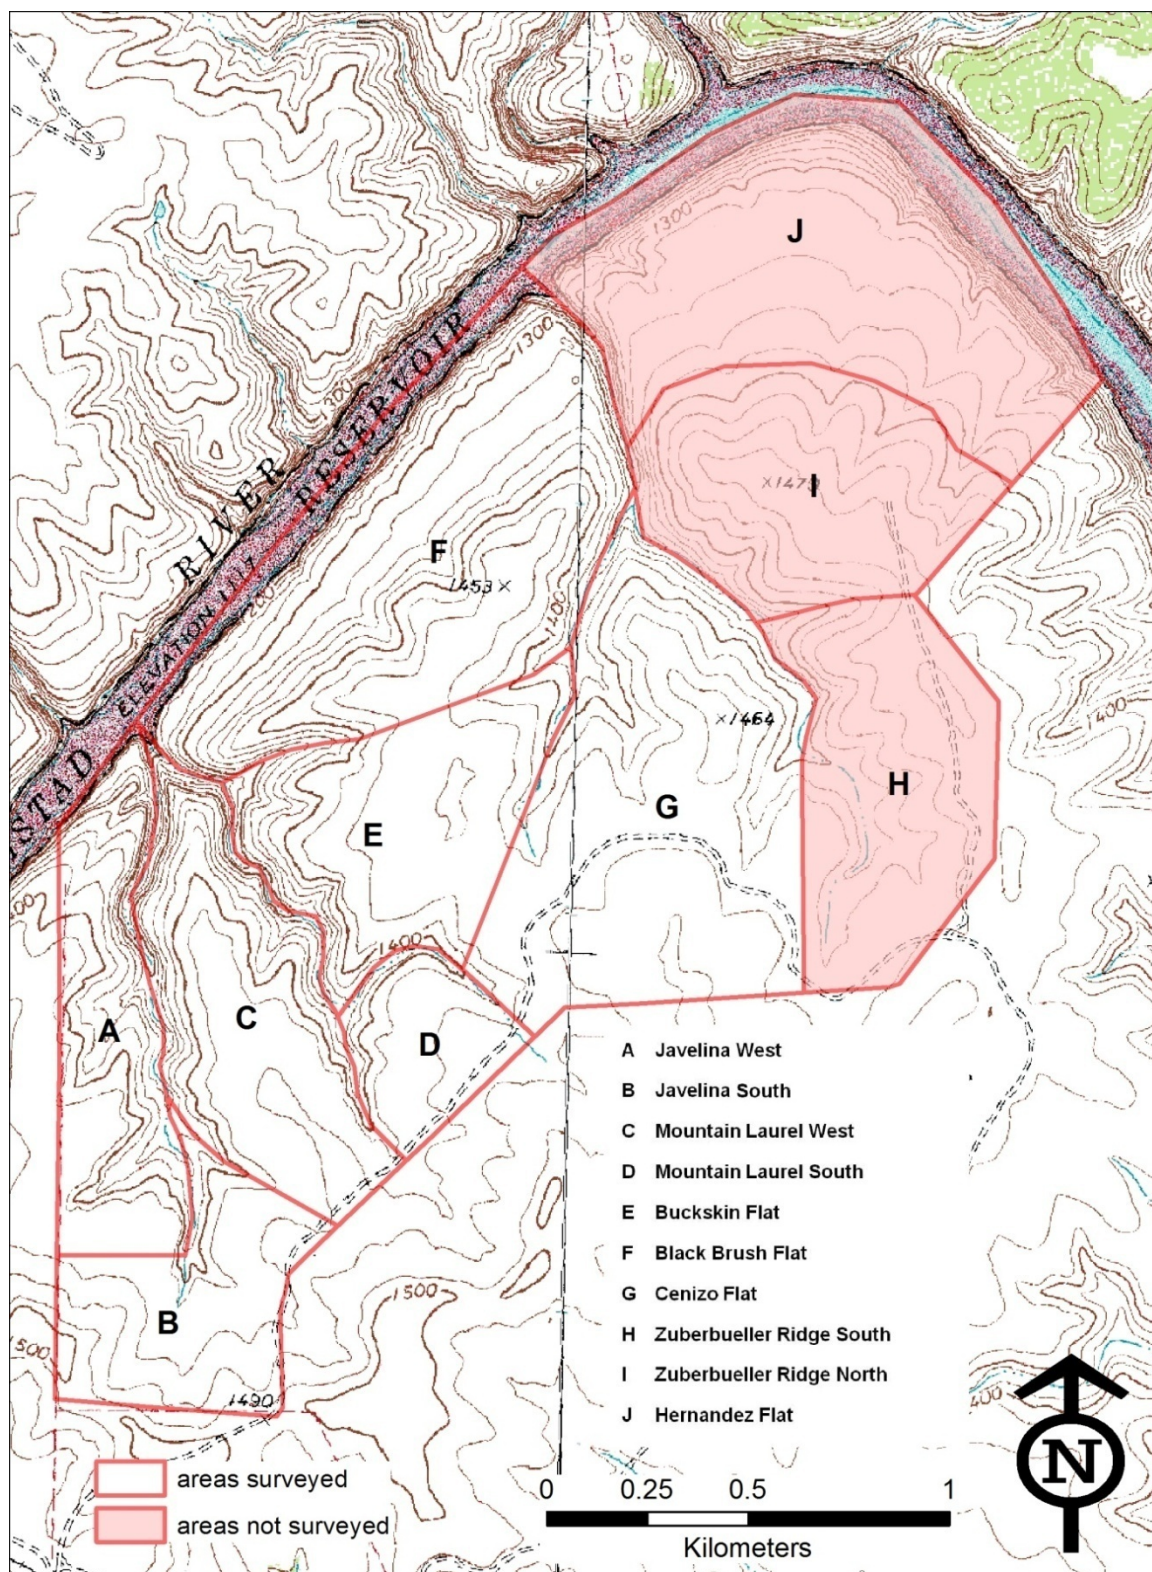 1300
J
1300
STAD RIVER RESERVOIR
ELEVATION 1117
×1479
I
F
1453 ×
1400
×1464
1400
H
G
E
1400
A
C
D
A Javelina West
B Javelina South
C Mountain Laurel West
D Mountain Laurel South
E Buckskin Flat
F Black Brush Flat
G Cenizo Flat
H Zuberbueller Ridge South
I Zuberbueller Ridge North
J Hernandez Flat
1500
B
1500
1490
areas surveyed
areas not surveyed
0 0.25 0.5 1
Kilometers
N